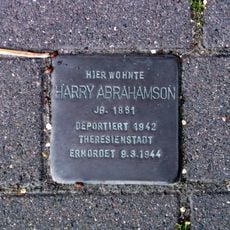 HIER WOHNTE
HARRY ABRAHAMSON
JG. 1881
DEPORTIERT 1942
THERESIENSTADT
ERMORDET 9.3.1944